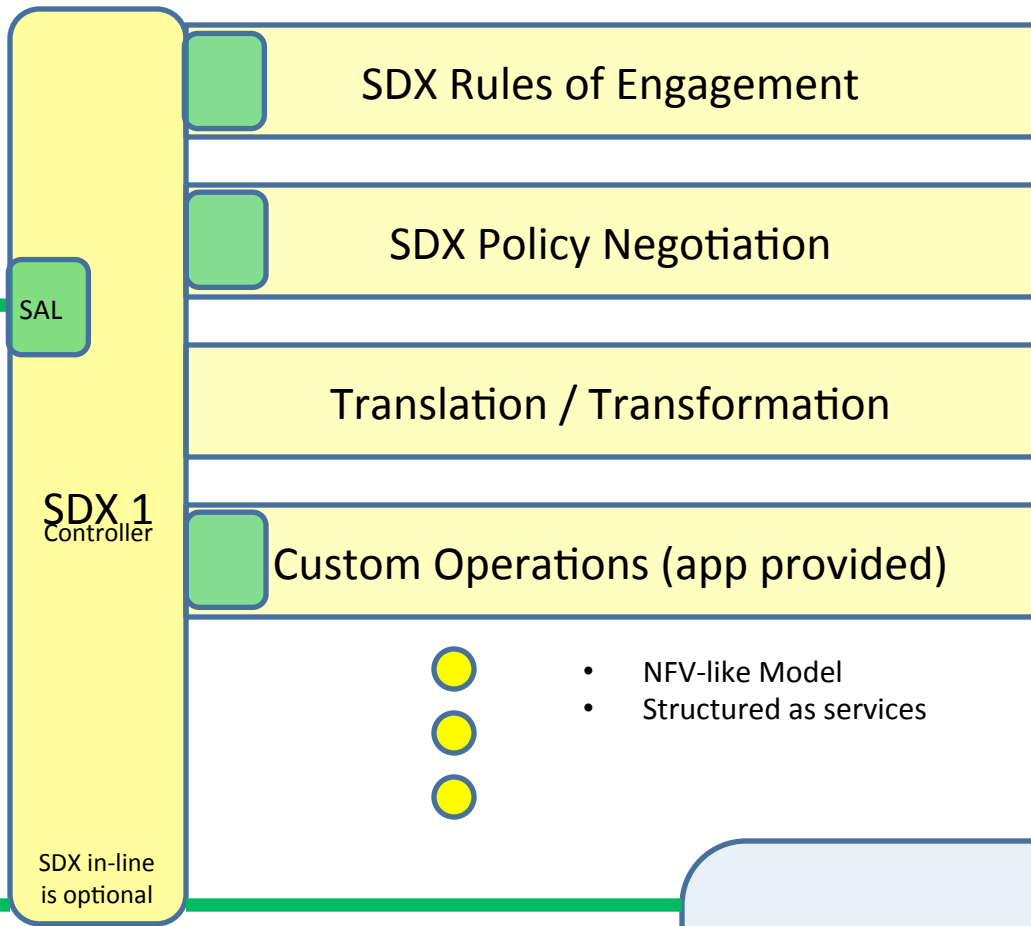 SDX Rules of Engagement
SDX Policy Negotiation
SAL
Translation / Transformation
SDX 1
Controller
Custom Operations (app provided)
• NFV-like Model
• Structured as services
SDX in-line
is optional